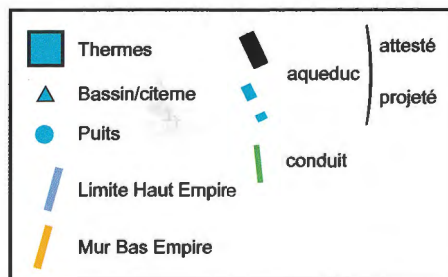 Thermes
Bassin/citerne
Puits
Limite Haut Empire
Mur Bas Empire
aqueduc
attesté
projeté
conduit